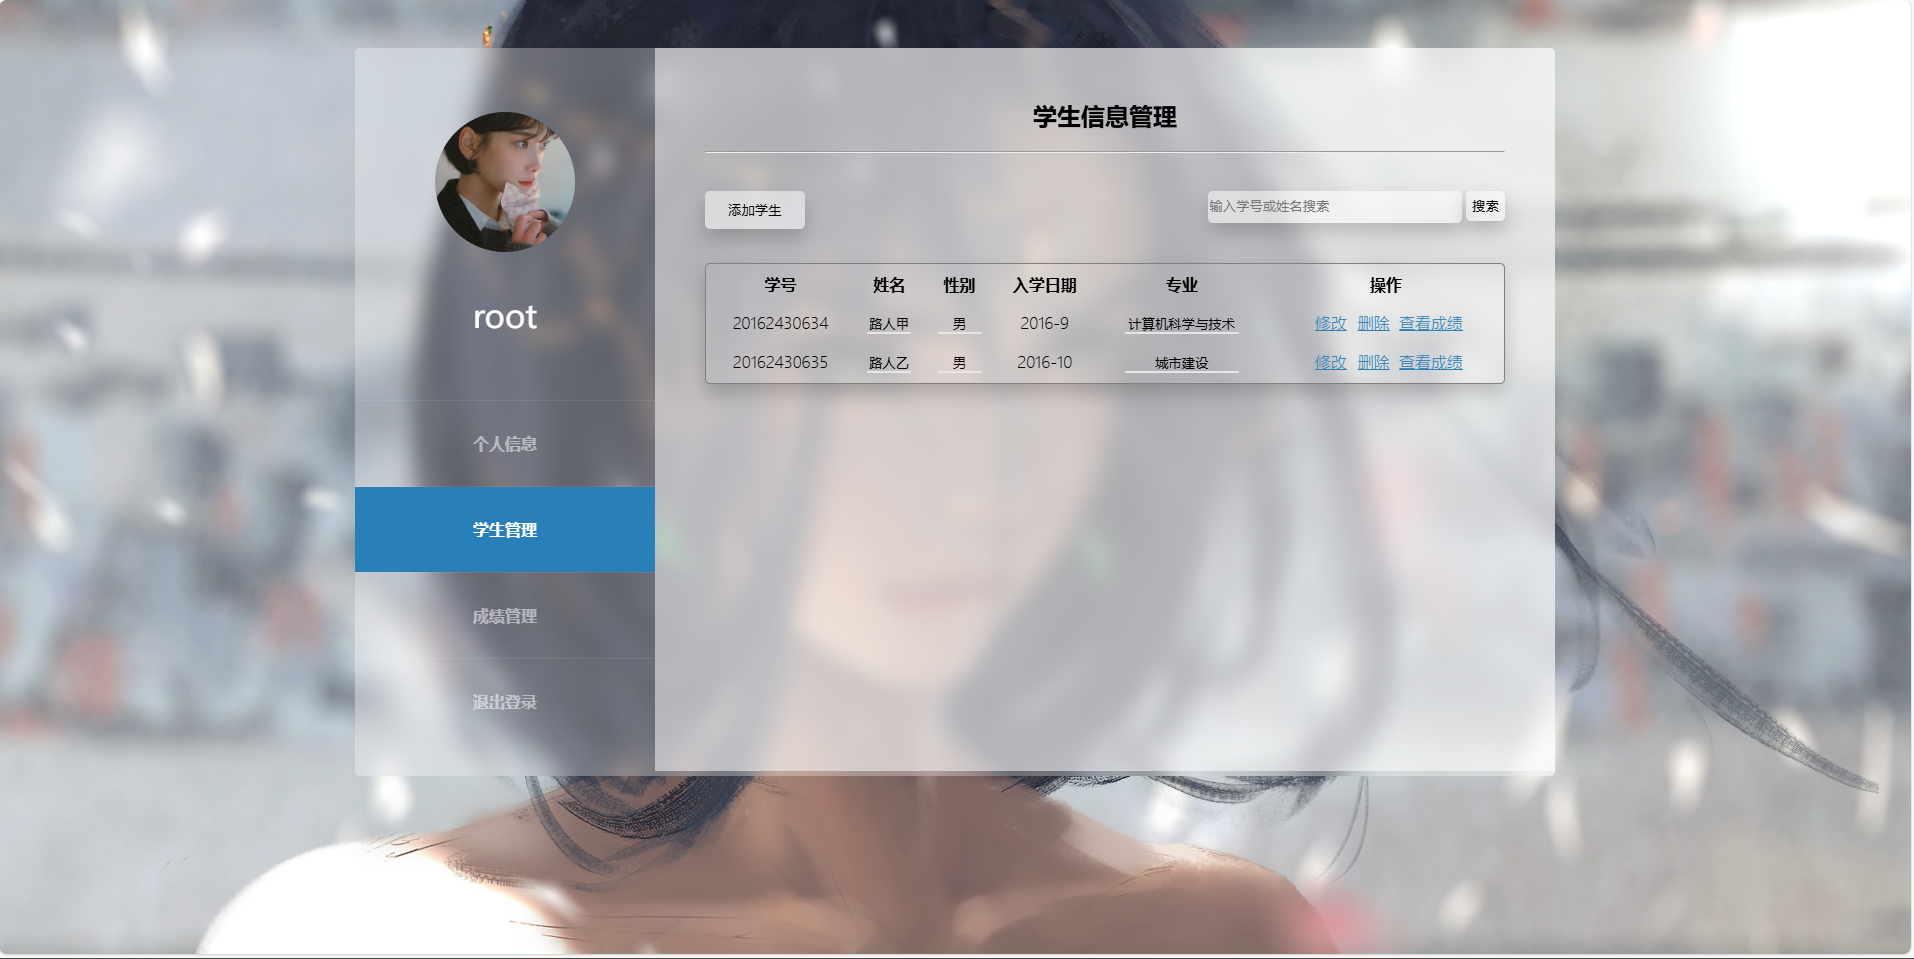 root
个人信息
学生管理
成绩管理
退出登录
学生信息管理
添加学生
输入学号或姓名搜索 搜索
学号 姓名 性别 入学日期 专业 操作
20162430634 路人甲 男 2016-9 计算机科学与技术 修改 删除 查看成绩
20162430635 路人乙 男 2016-10 城市建设 修改 删除 查看成绩